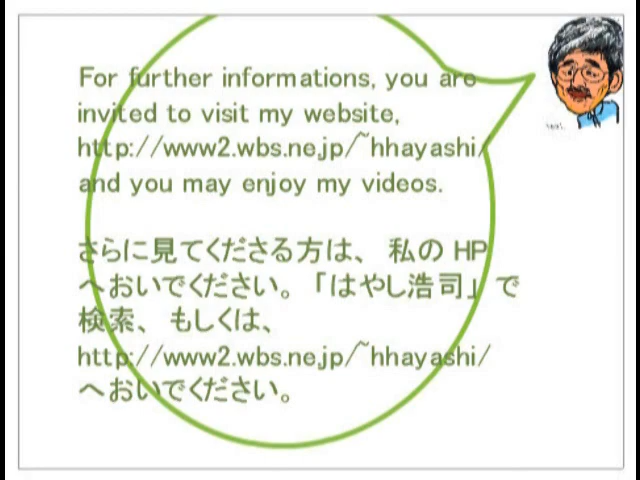 For further informations, you are
invited to visit my website,
http://www2.wbs.ne.jp/~hhayashi/
and you may enjoy my videos.
さらに見てくださる方は、 私の HP
へおいでください。「はやし浩司」で
検索、 もしくは、
http://www2.wbs.ne.jp/~hhayashi/
へおいでください。